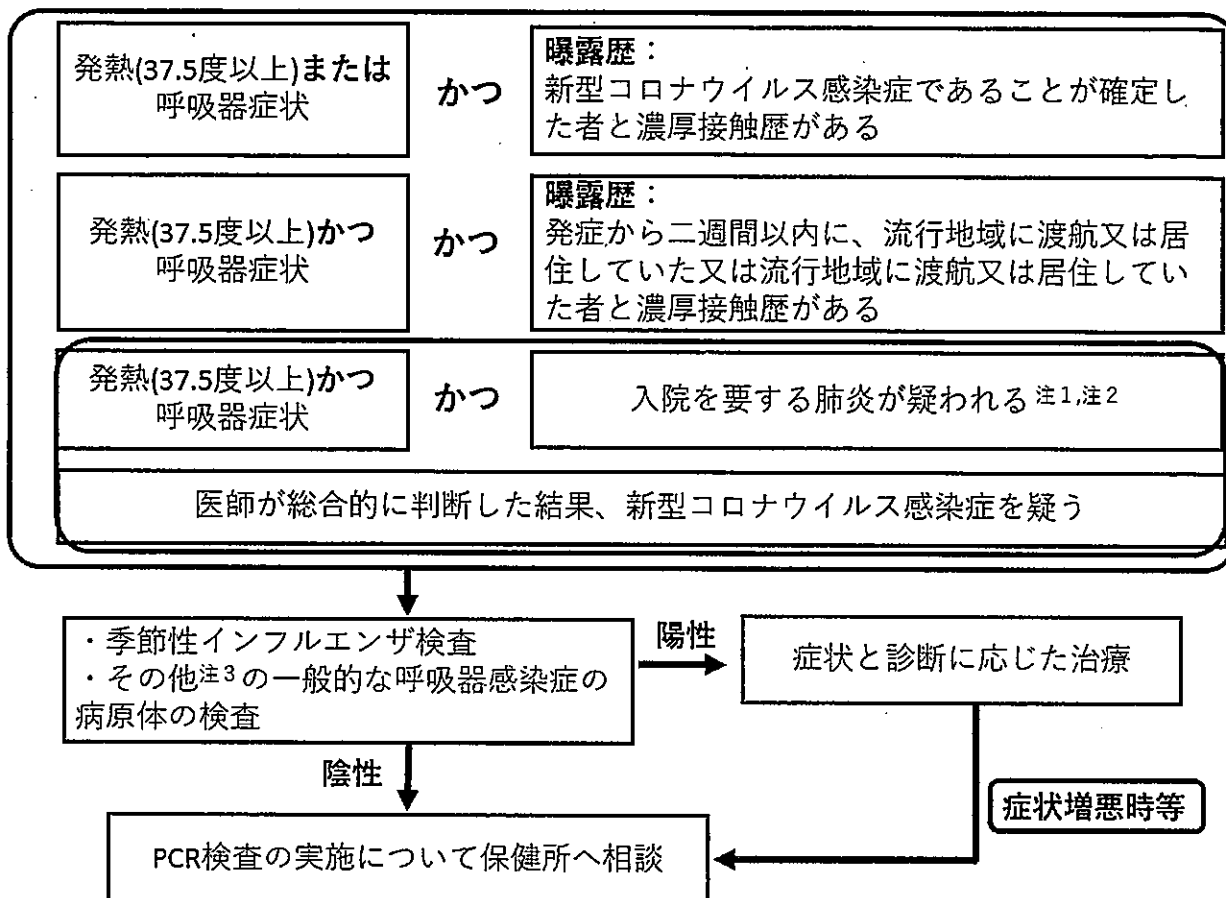 発熱(37.5度以上)または
呼吸器症状
かつ
曝露歴：
新型コロナウイルス感染症であることが確定し
た者と濃厚接触歴がある
発熱(37.5度以上)かつ
呼吸器症状
かつ
曝露歴：
発症から二週間以内に、流行地域に渡航又は居
住していた又は流行地域に渡航又は居住してい
た者と濃厚接触歴がある
発熱(37.5度以上)かつ
呼吸器症状
かつ
入院を要する肺炎が疑われる注1,注2
医師が総合的に判断した結果、新型コロナウイルス感染症を疑う
・季節性インフルエンザ検査
・その他注3の一般的な呼吸器感染症の
病原体の検査
陽性
症状と診断に応じた治療
陰性
症状増悪時等
PCR検査の実施について保健所へ相談